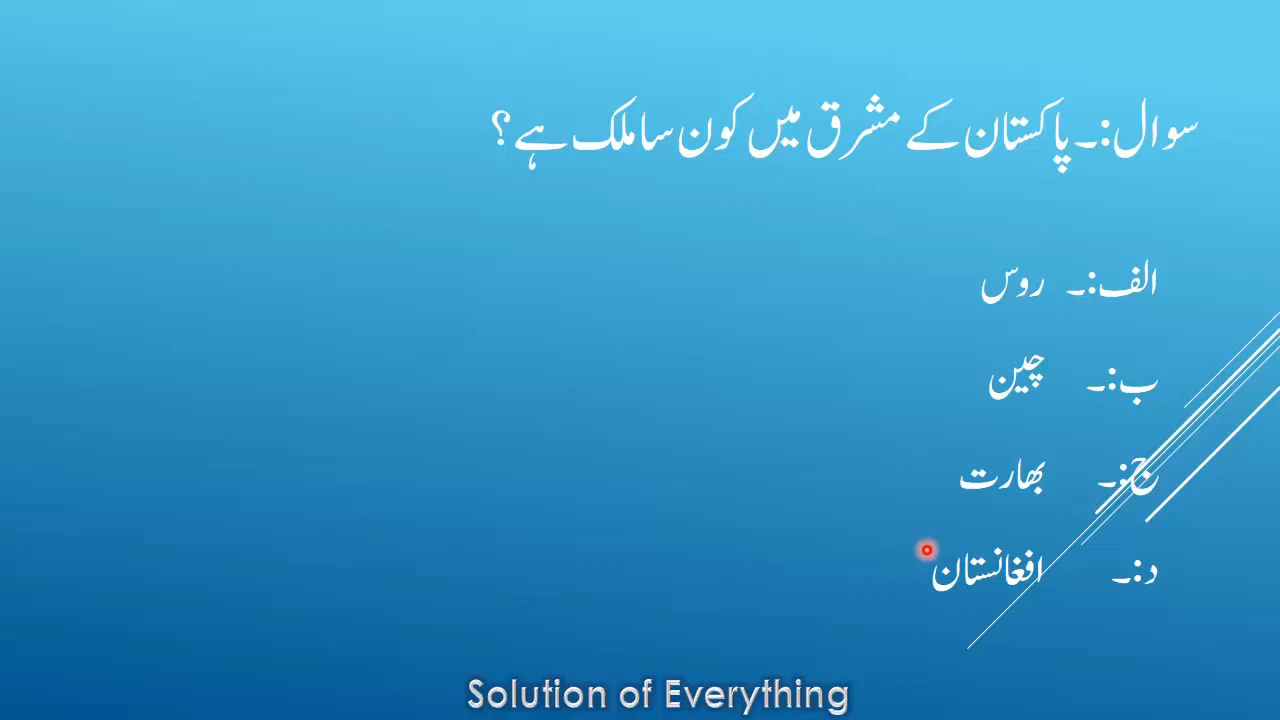 سوال:۔پاکستان کے مشرق میں کون سا ملک ہے؟
الف:۔ روس
ب:۔ چین
ج:۔ بھارت
د:۔ افغانستان
Solution of Everything